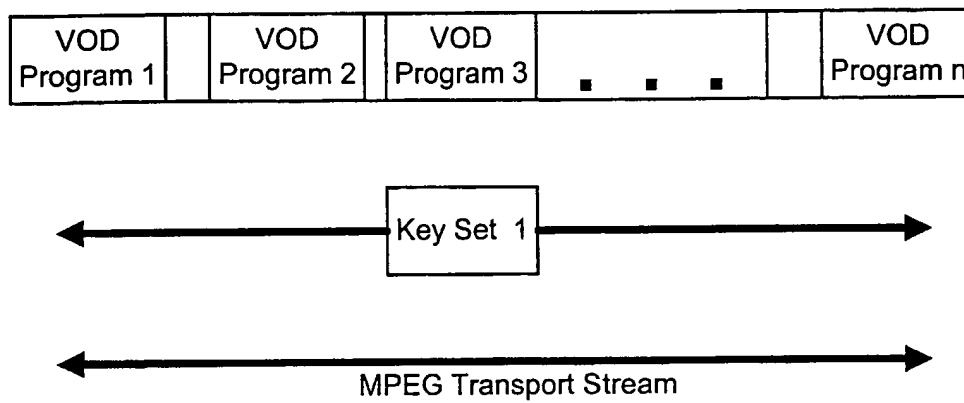 VOD
Program 1
VOD
Program 2
VOD
Program 3
. . .
VOD
Program n
Key Set 1
MPEG Transport Stream